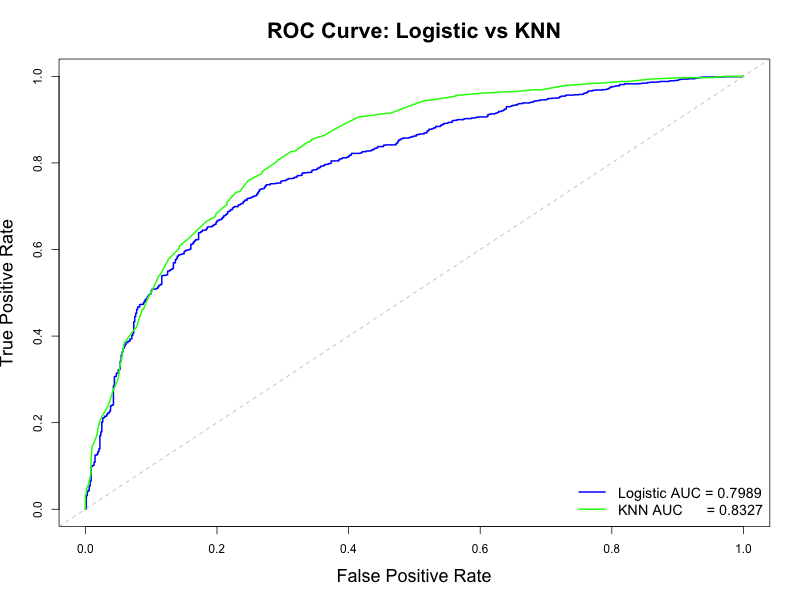 ROC Curve: Logistic vs KNN
True Positive Rate
1.0
0.8
0.6
0.4
0.2
0.0
Logistic AUC = 0.7989
KNN AUC = 0.8327
0.0 0.2 0.4 0.6 0.8 1.0
False Positive Rate